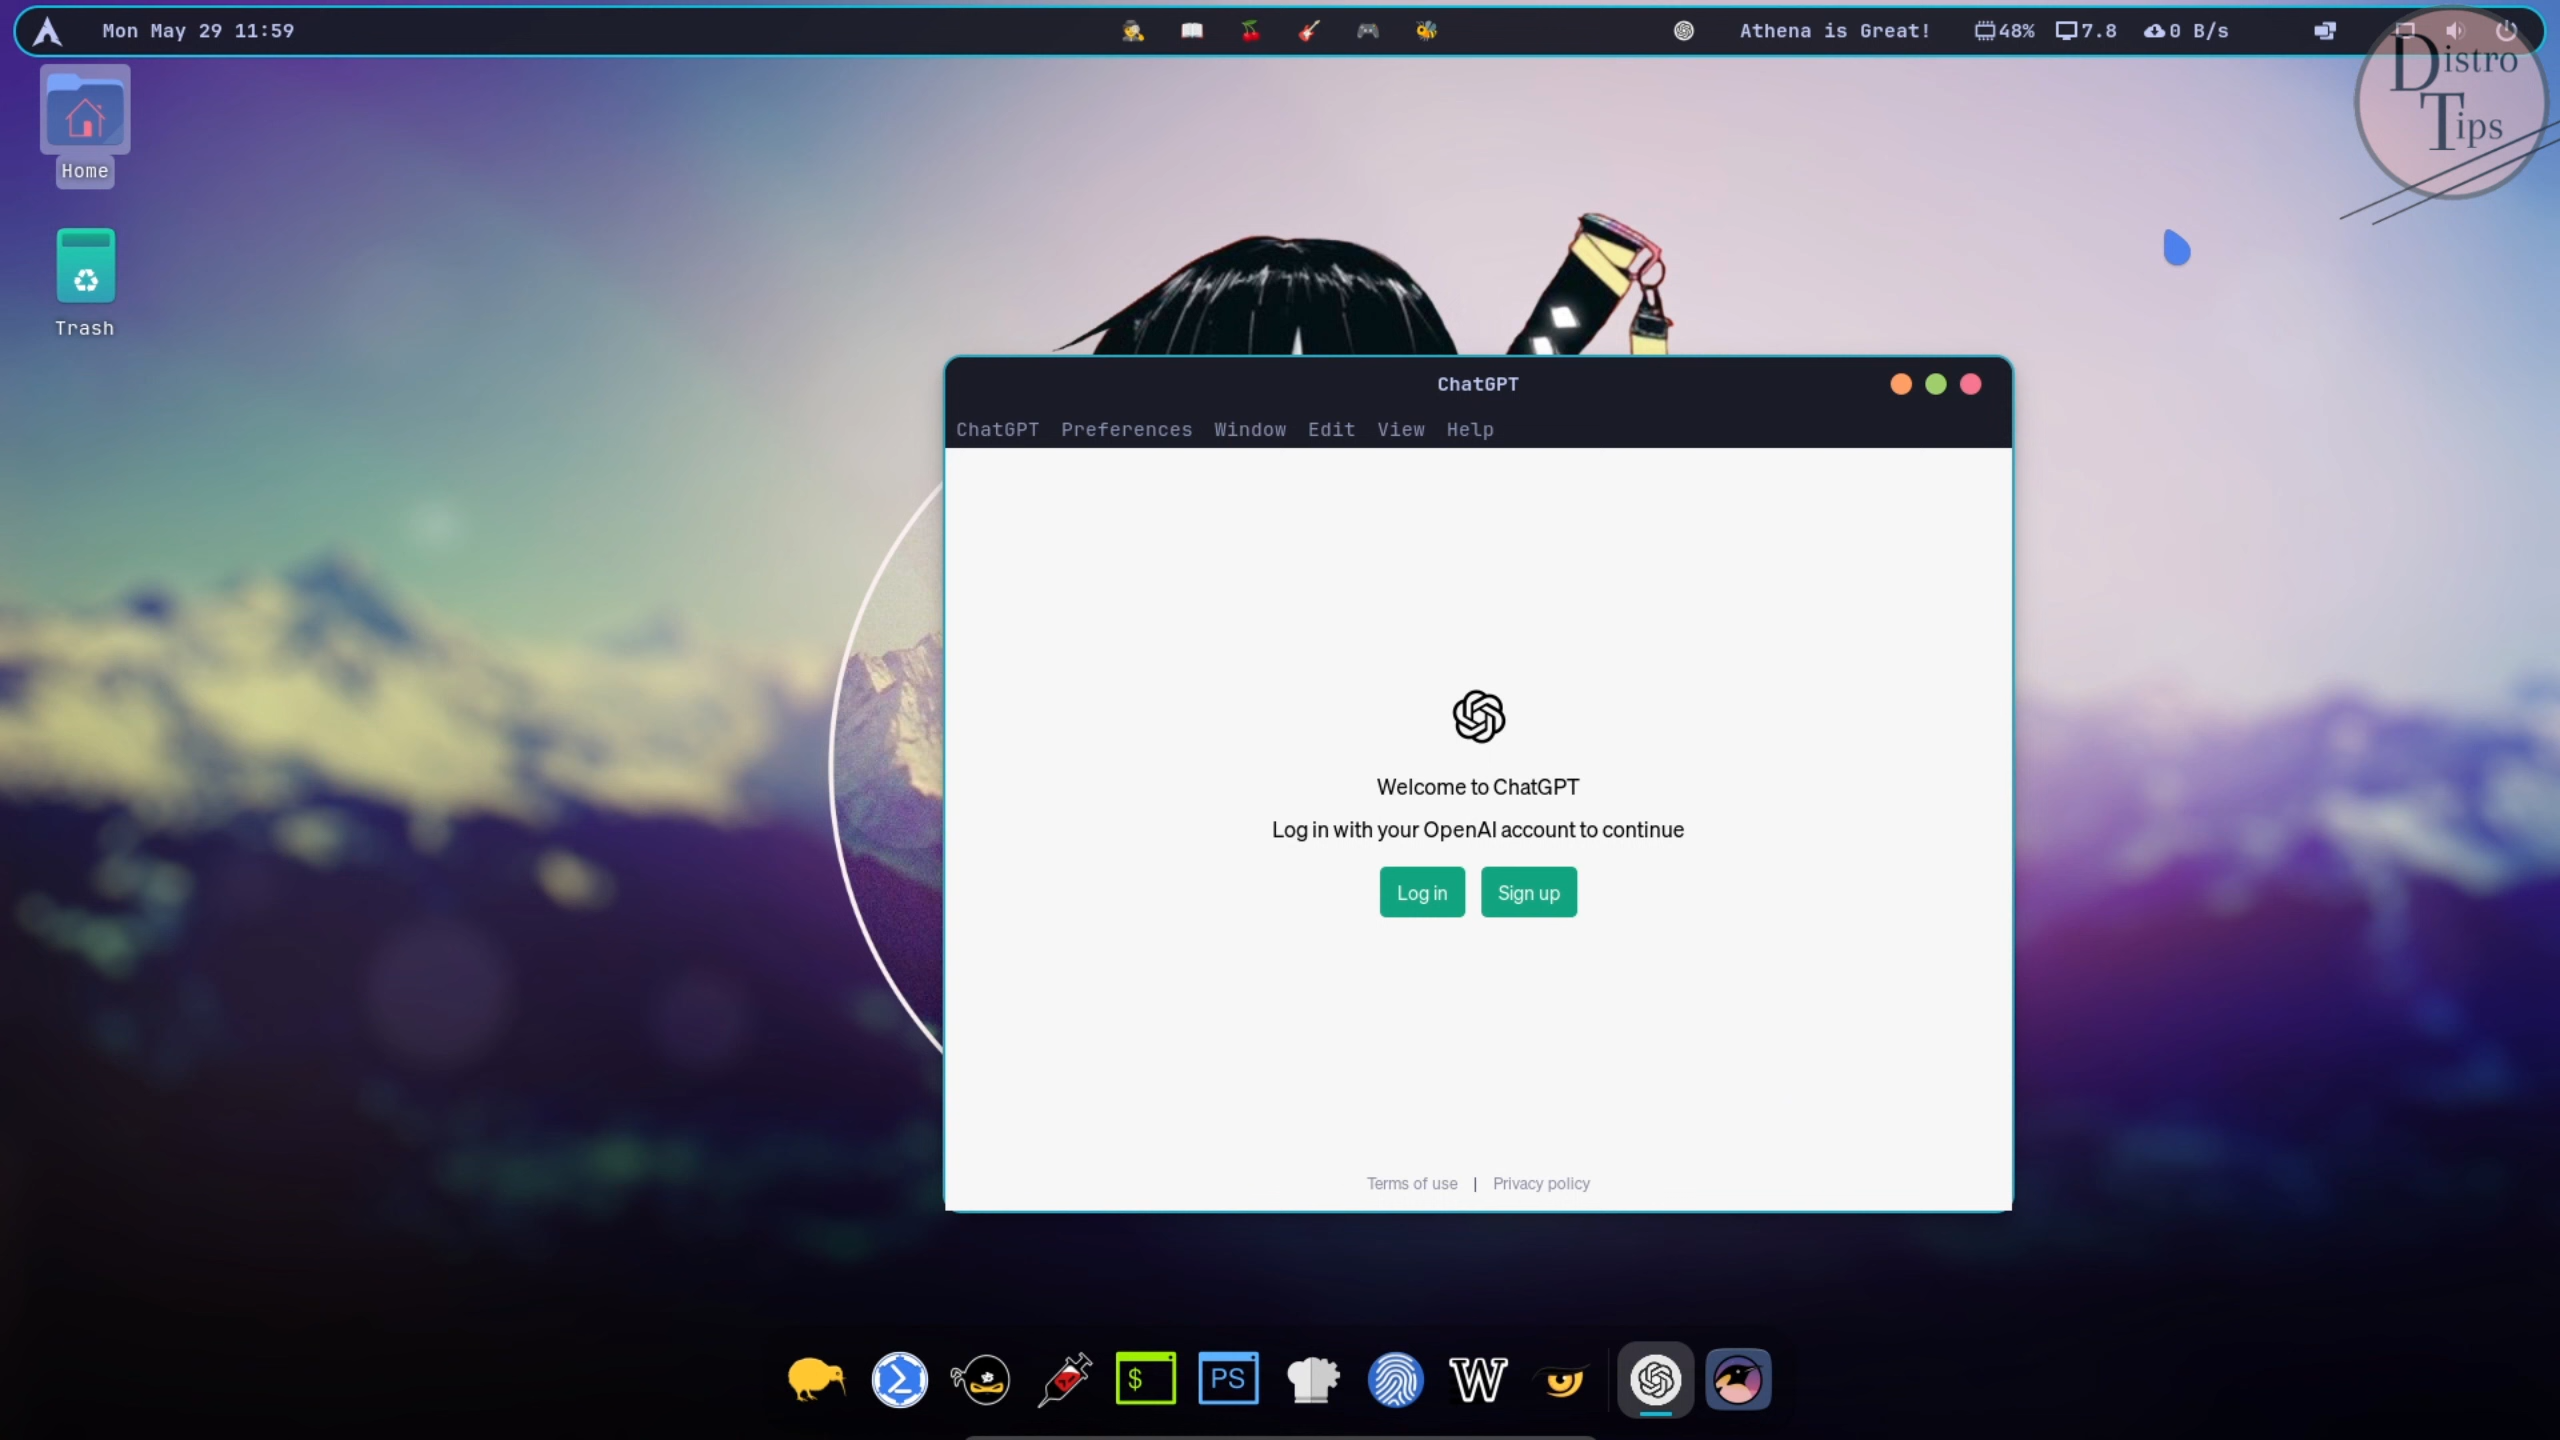 Mon May 29 11:59
Athena is Great!
48%
7.8
0 B/s
Distro
Tips
Home
Trash
ChatGPT
ChatGPT Preferences Window Edit View Help
Welcome to ChatGPT
Log in with your OpenAI account to continue
Log in
Sign up
Terms of use | Privacy policy
$
PS
W